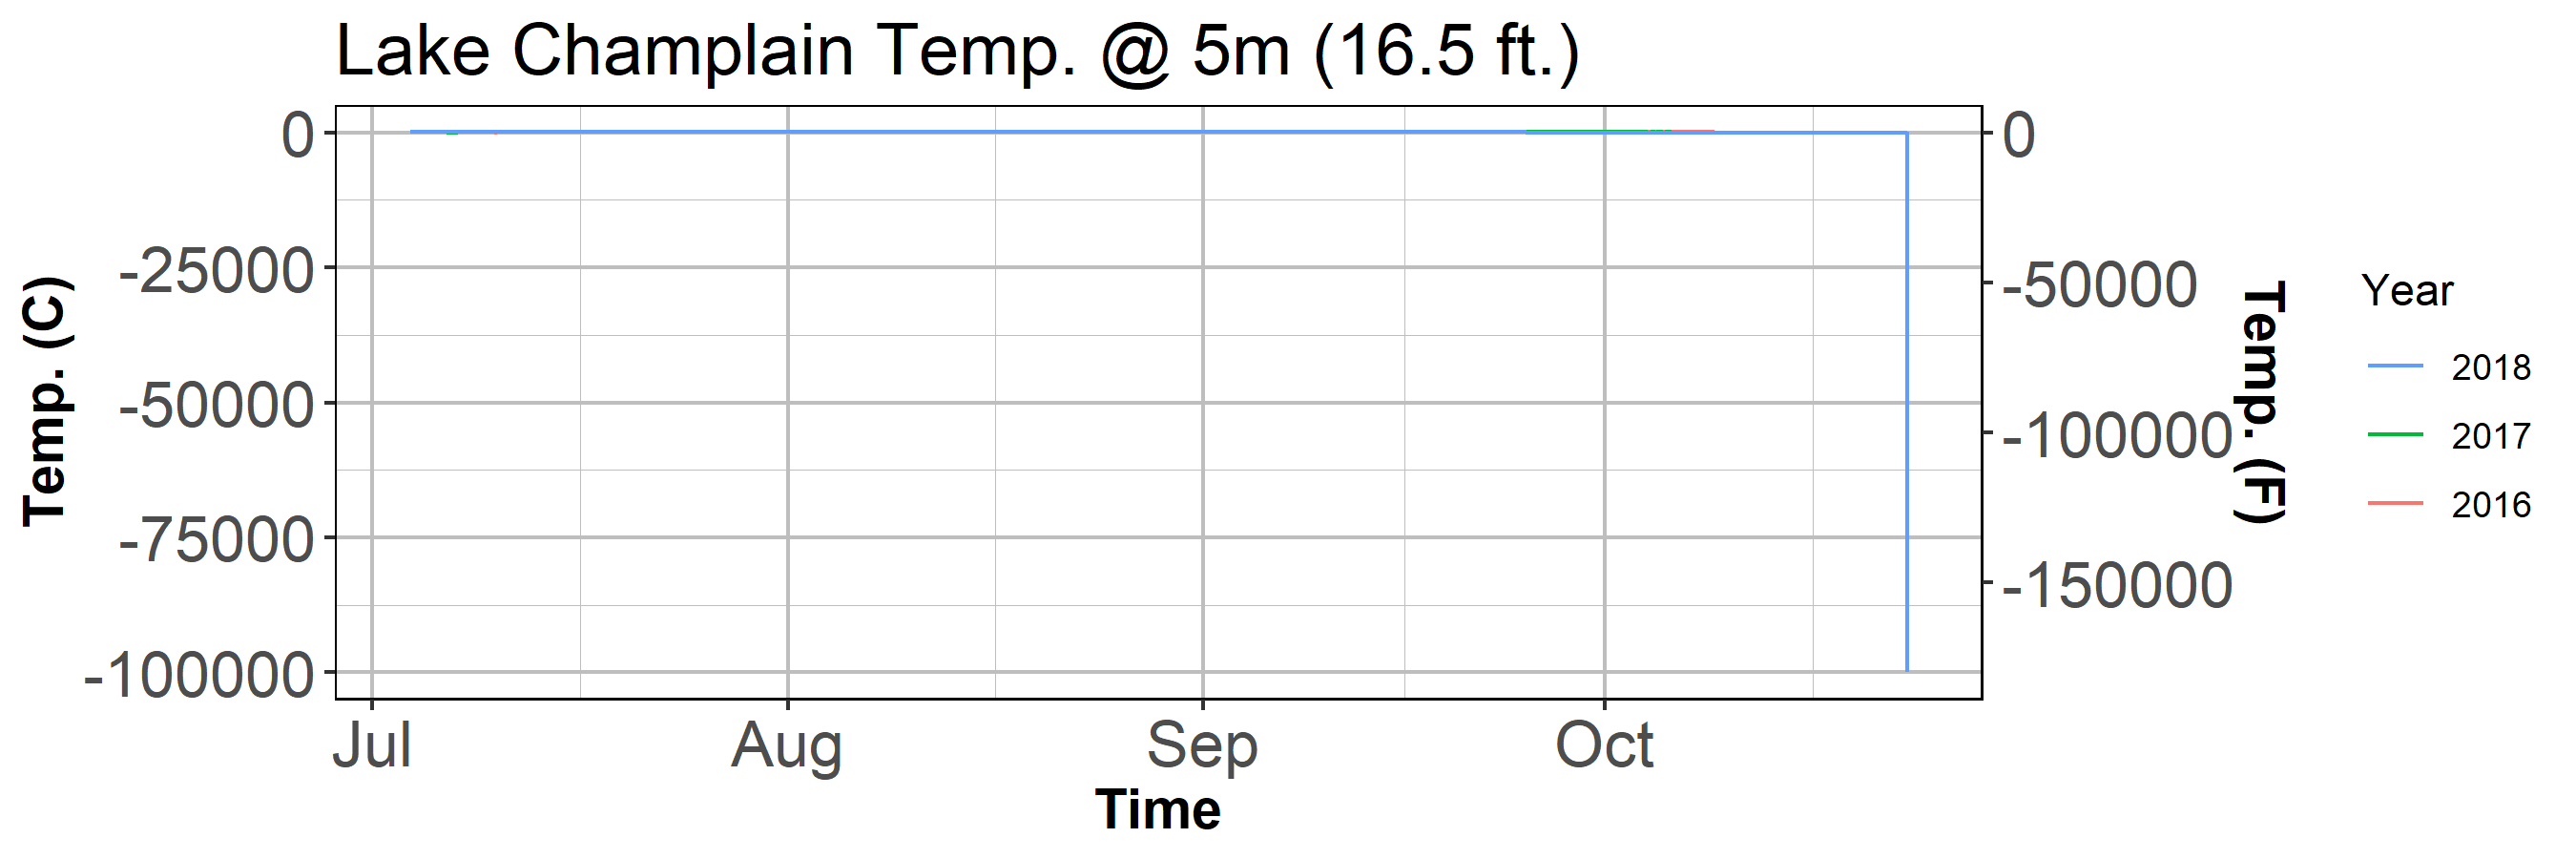 Lake Champlain Temp. @ 5m (16.5 ft.)
0
-25000
-50000
-75000
-100000
Temp. (C)
0
-50000
-100000
-150000
Temp. (F)
Jul
Aug
Sep
Oct
Time
Year
2018
2017
2016